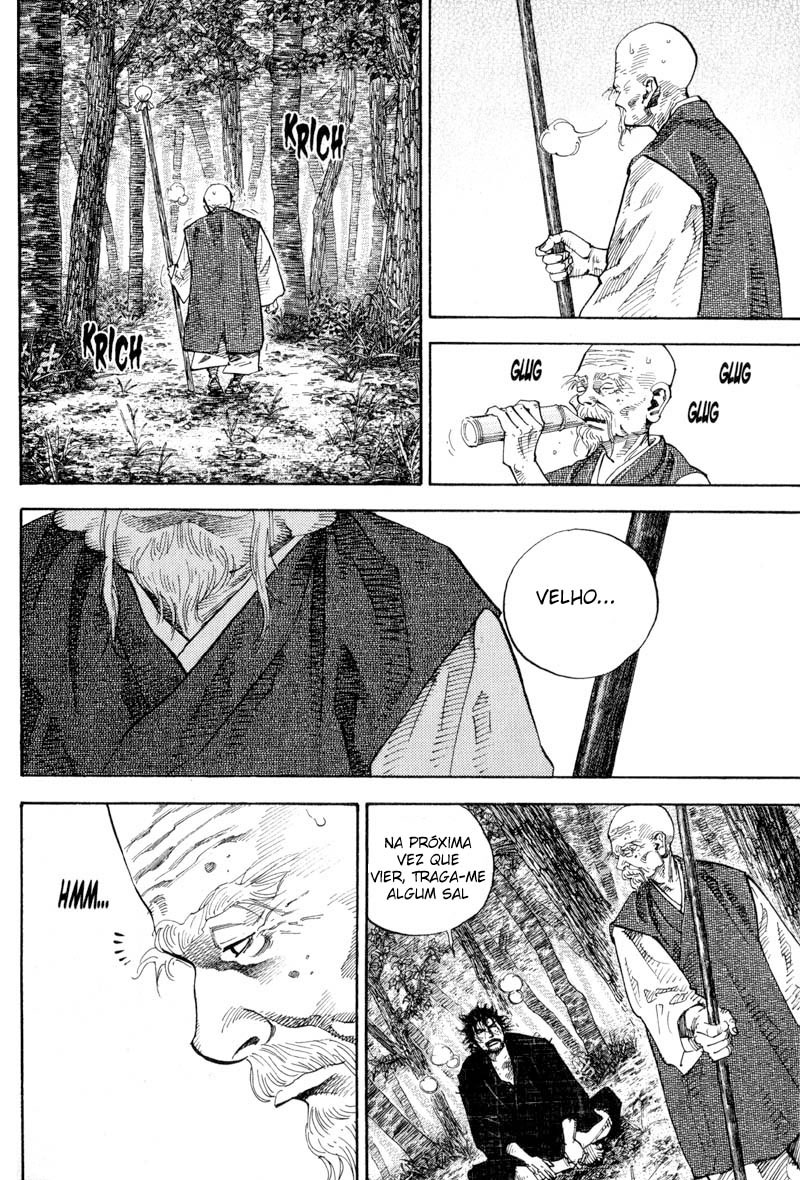 KRICH
KRICH
GLUG
GLUG
GLUG
VELHO...
HMM...
NA PRÓXIMA
VEZ QUE
VIER, TRAGA-ME
ALGUM SAL